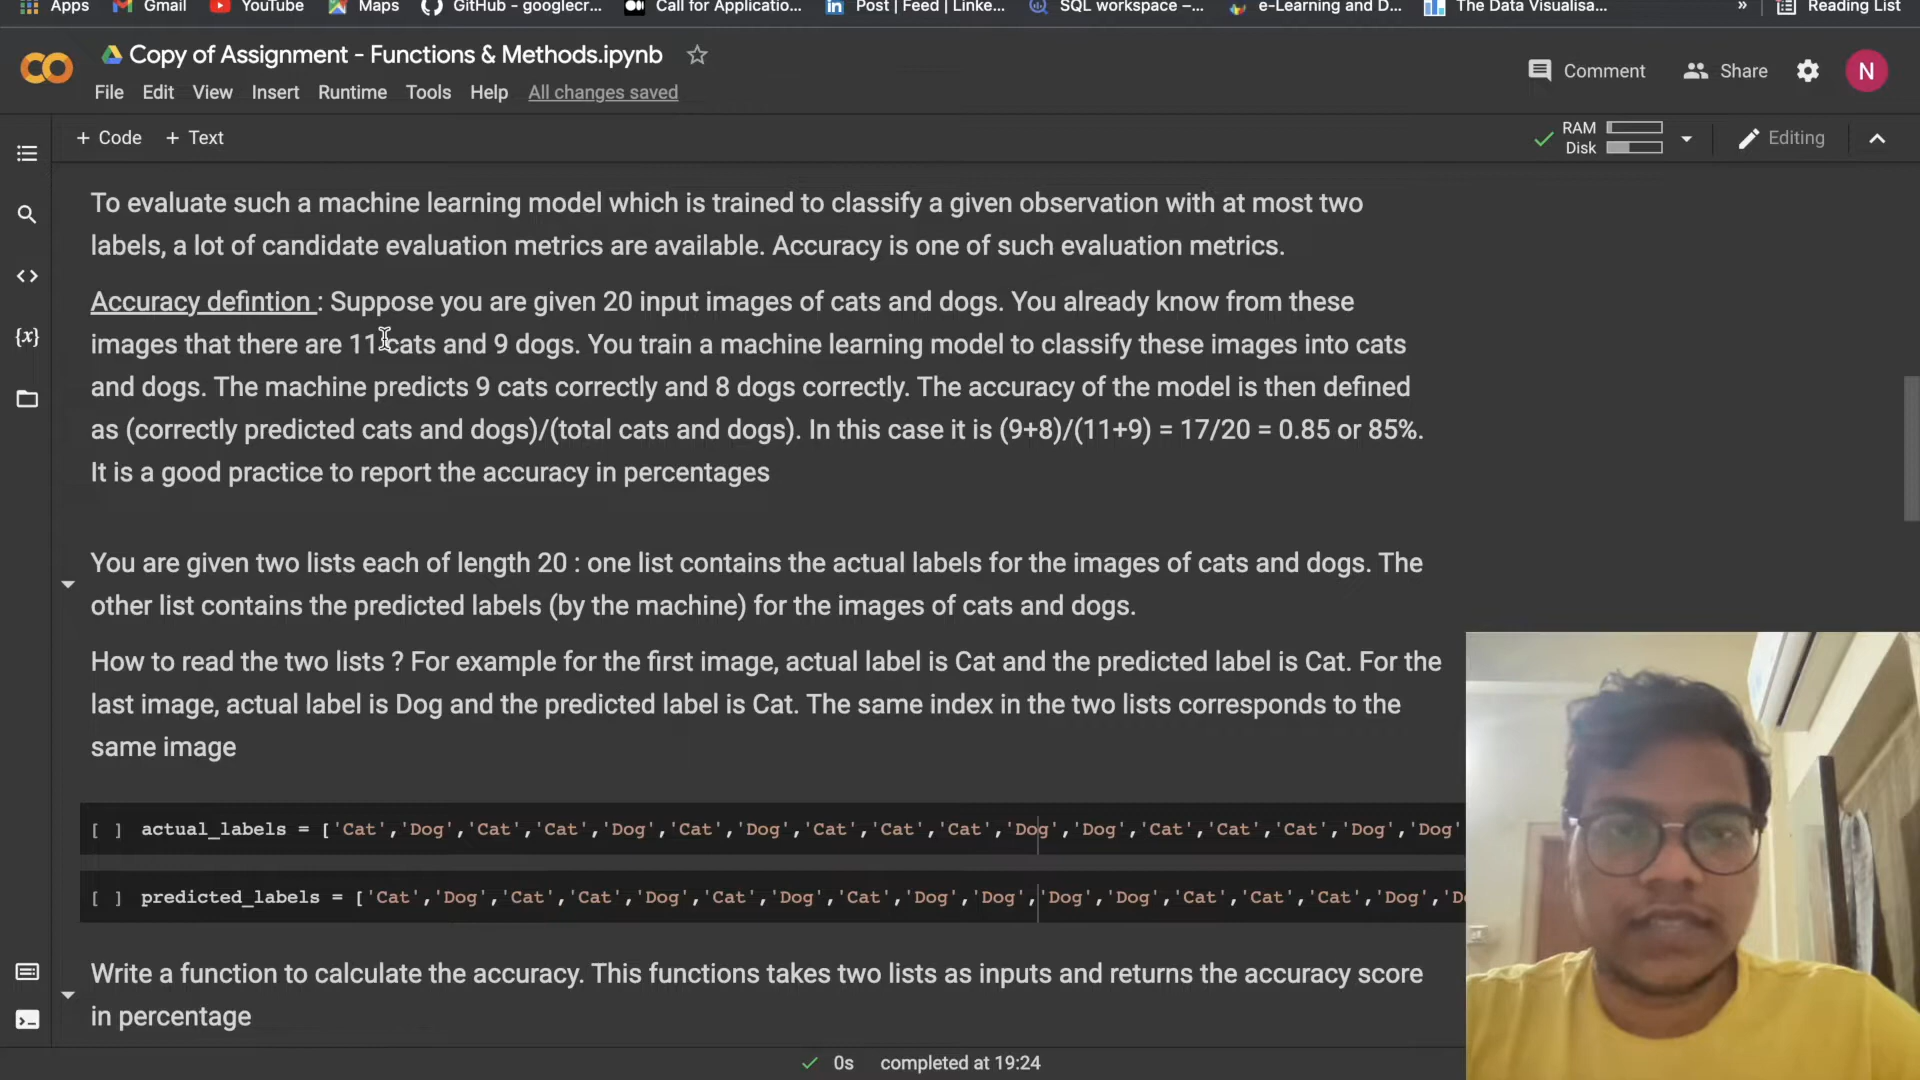 Apps Gmail YouTube Maps GitHub - googlecr... Call for Applicatio... Post | Feed | Linke... SQL workspace –... e-Learning and D... The Data Visualisa... » Reading List
Copy of Assignment - Functions & Methods.ipynb
Comment Share N
File Edit View Insert Runtime Tools Help All changes saved
+ Code + Text
RAM
Disk
Editing
To evaluate such a machine learning model which is trained to classify a given observation with at most two
labels, a lot of candidate evaluation metrics are available. Accuracy is one of such evaluation metrics.
Accuracy defintion : Suppose you are given 20 input images of cats and dogs. You already know from these
images that there are 11 cats and 9 dogs. You train a machine learning model to classify these images into cats
and dogs. The machine predicts 9 cats correctly and 8 dogs correctly. The accuracy of the model is then defined
as (correctly predicted cats and dogs)/(total cats and dogs). In this case it is (9+8)/(11+9) = 17/20 = 0.85 or 85%.
It is a good practice to report the accuracy in percentages
You are given two lists each of length 20 : one list contains the actual labels for the images of cats and dogs. The
other list contains the predicted labels (by the machine) for the images of cats and dogs.
How to read the two lists ? For example for the first image, actual label is Cat and the predicted label is Cat. For the
last image, actual label is Dog and the predicted label is Cat. The same index in the two lists corresponds to the
same image
[ ] actual_labels = ['Cat','Dog','Cat','Cat','Dog','Cat','Dog','Cat','Cat','Cat','Dog','Dog','Cat','Cat','Cat','Dog','Dog'
[ ] predicted_labels = ['Cat','Dog','Cat','Cat','Dog','Cat','Dog','Cat','Dog','Dog','Dog','Dog','Cat','Cat','Cat','Dog','D
Write a function to calculate the accuracy. This functions takes two lists as inputs and returns the accuracy score
in percentage
0s completed at 19:24